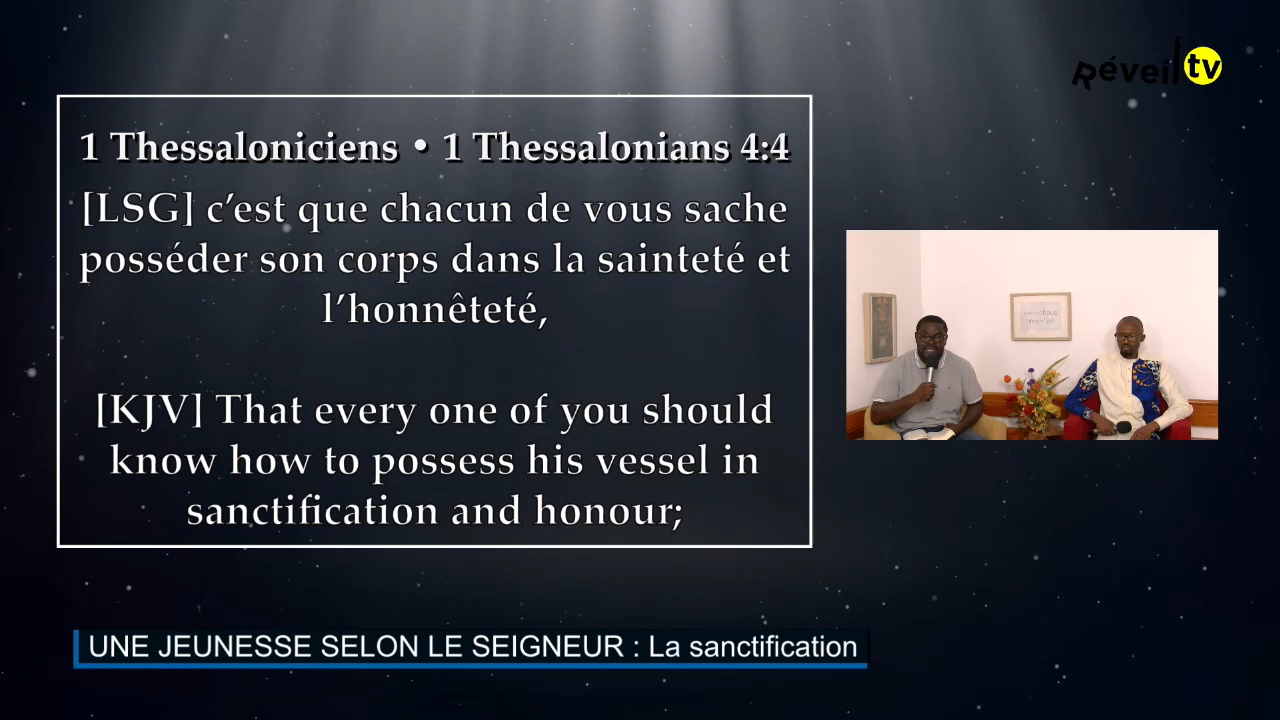 Réveil tv
1 Thessaloniciens • 1 Thessalonians 4:4
[LSG] c’est que chacun de vous sache
posséder son corps dans la sainteté et
l’honnêteté,
[KJV] That every one of you should
know how to possess his vessel in
sanctification and honour;
UNE JEUNESSE SELON LE SEIGNEUR : La sanctification